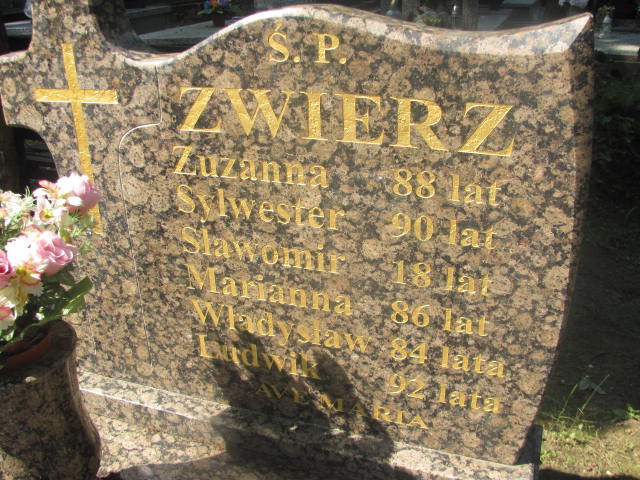 Ś. P.
ZWIERZ
Zuzanna 88 lat
Sylwester 90 lat
Sławomir 18 lat
Marianna 86 lat
Władysław 84 lata
Ludwik 92 lata
AVE MARIA